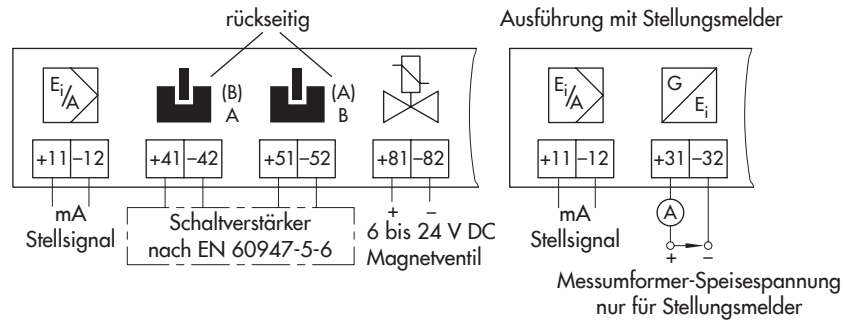 rückseitig
Ausführung mit Stellungsmelder
Ei/A
(B)
A
(A)
B
+11 –12
+41 –42
+51 –52
+81 –82
mA
Stellsignal
Schaltverstärker
nach EN 60947-5-6
+ –
6 bis 24 V DC
Magnetventil
Ei/A
G
Ei
+11 –12
+31 –32
mA
Stellsignal
A
+ –
Messumformer-Speisespannung
nur für Stellungsmelder